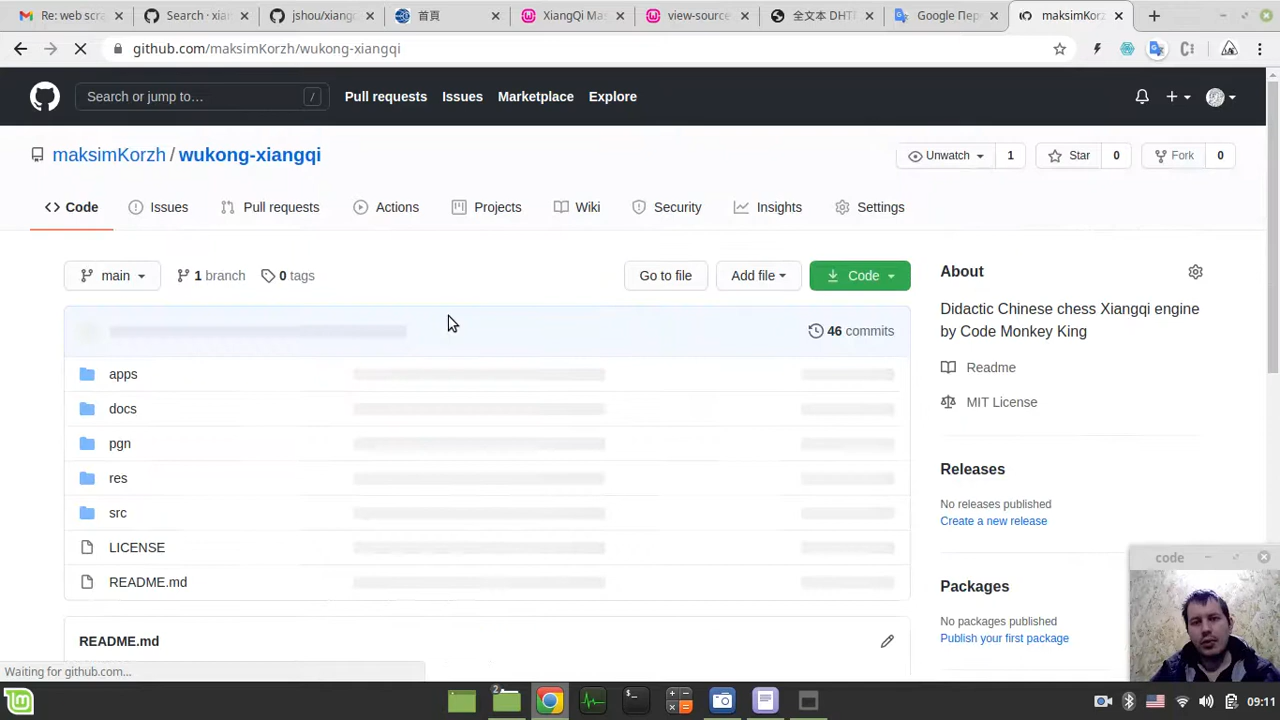 Re: web scra
Search · xian
jshou/xiangq
首頁
XiangQi Mas
view-source
全文本 DHTM
Google Пер
maksimKorz
github.com/maksimKorzh/wukong-xiangqi
Search or jump to…
/
Pull requests
Issues
Marketplace
Explore
maksimKorzh / wukong-xiangqi
Unwatch
1
Star
0
Fork
0
Code
Issues
Pull requests
Actions
Projects
Wiki
Security
Insights
Settings
main
1 branch
0 tags
Go to file
Add file
Code
46 commits
apps
docs
pgn
res
src
LICENSE
README.md
README.md
About
Didactic Chinese chess Xiangqi engine
by Code Monkey King
Readme
MIT License
Releases
No releases published
Create a new release
Packages
No packages published
Publish your first package
code
Waiting for github.com...
2
09:11